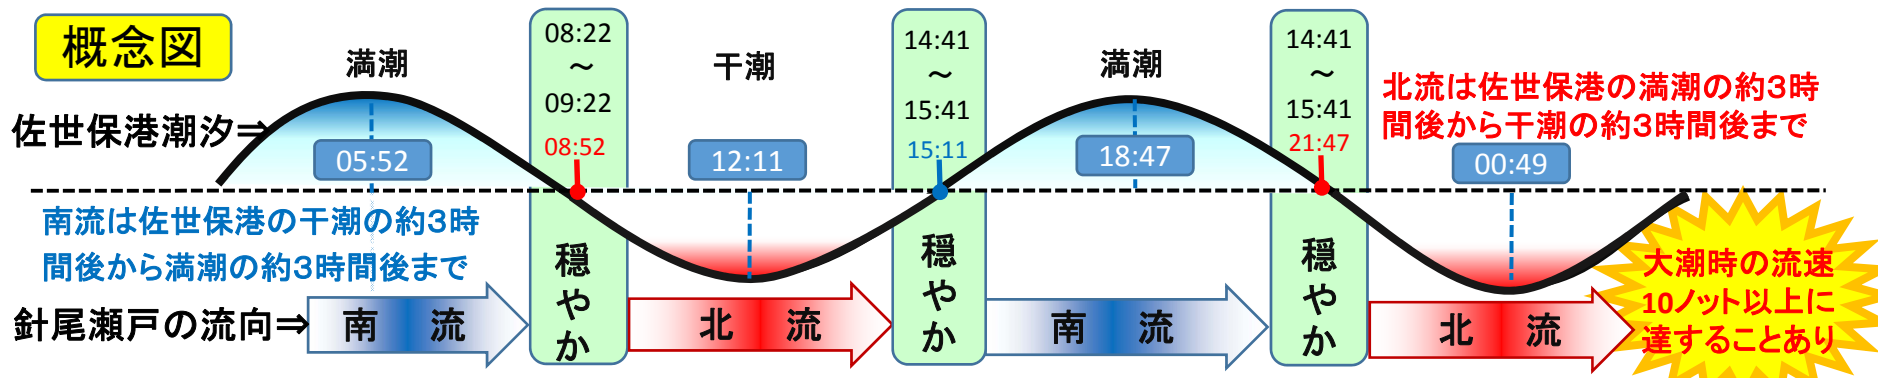 概念図
満潮
08:22
~
09:22
08:52
干潮
14:41
~
15:41
15:11
満潮
14:41
~
15:41
21:47
北流は佐世保港の満潮の約3時
間後から干潮の約3時間後まで
佐世保港潮汐⇒
05:52
12:11
18:47
00:49
南流は佐世保港の干潮の約3時
間後から満潮の約3時間後まで
穏やか
穏やか
穏やか
大潮時の流速
10ノット以上に
達することあり
針尾瀬戸の流向⇒
南 流
北 流
南 流
北 流